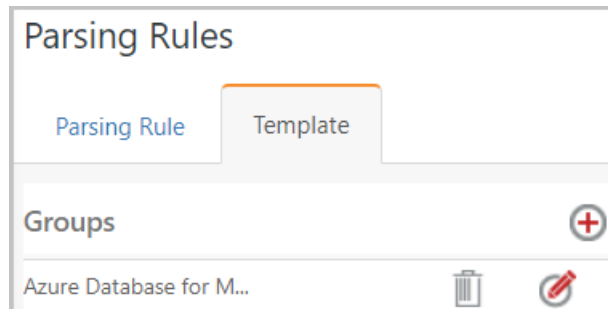 Parsing Rules
Parsing Rule Template
Groups
Azure Database for M...